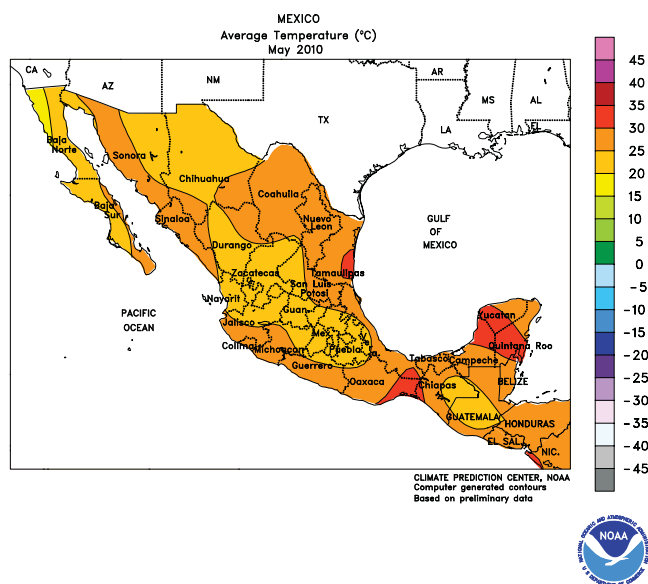 MEXICO
Average Temperature (°C)
May 2010
CA
AZ
NM
TX
AR
MS
AL
LA
FL
Baja
Norte
Sonora
Chihuahua
Coahuila
Baja
Sur
Sinaloa
Nuevo
Leon
GULF
OF
MEXICO
Durango
Zacatecas
Tamaulipas
San Luis
Potosi
Nayarit
Guan
Yucatan
PACIFIC
OCEAN
Jalisco
Mex
Quintana Roo
Colima
Michoacan
Puebla
Tabasco
Campeche
Guerrero
Oaxaca
Chiapas
BELIZE
GUATEMALA
HONDURAS
EL SAL.
NIC.
45
40
35
30
25
20
15
10
5
0
-5
-10
-15
-20
-25
-30
-35
-40
-45
CLIMATE PREDICTION CENTER, NOAA
Computer generated contours
Based on preliminary data
NOAA